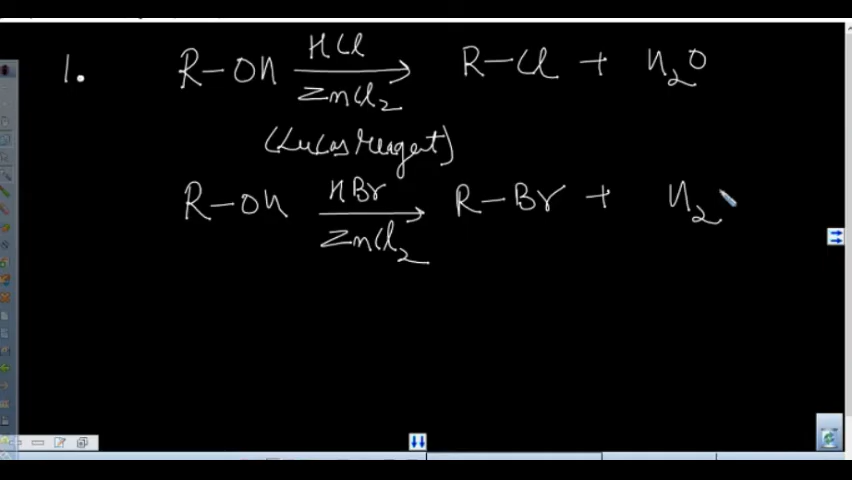 1. R-OH HCl ZnCl2 R-Cl + H2O
(Lucas reagent)
R-OH HBr ZnCl2 R-Br + H2